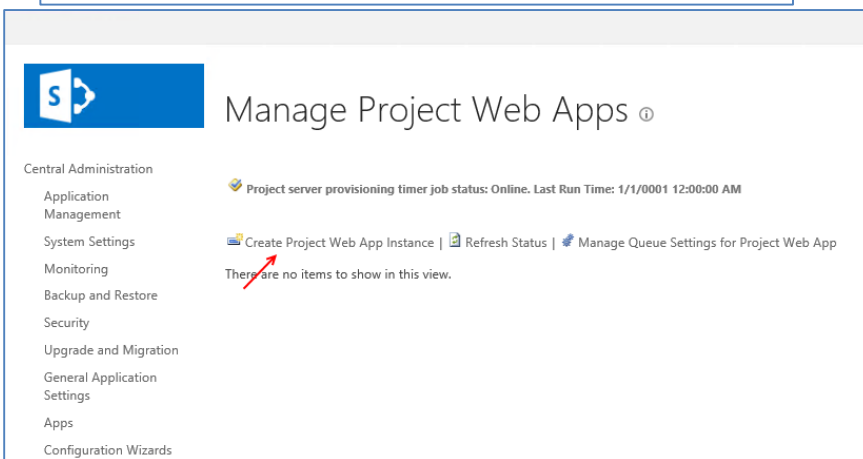 S
Manage Project Web Apps
Central Administration
Application
Management
System Settings
Monitoring
Backup and Restore
Security
Upgrade and Migration
General Application
Settings
Apps
Configuration Wizards
Project server provisioning timer job status: Online. Last Run Time: 1/1/0001 12:00:00 AM
Create Project Web App Instance | Refresh Status | Manage Queue Settings for Project Web App
There are no items to show in this view.